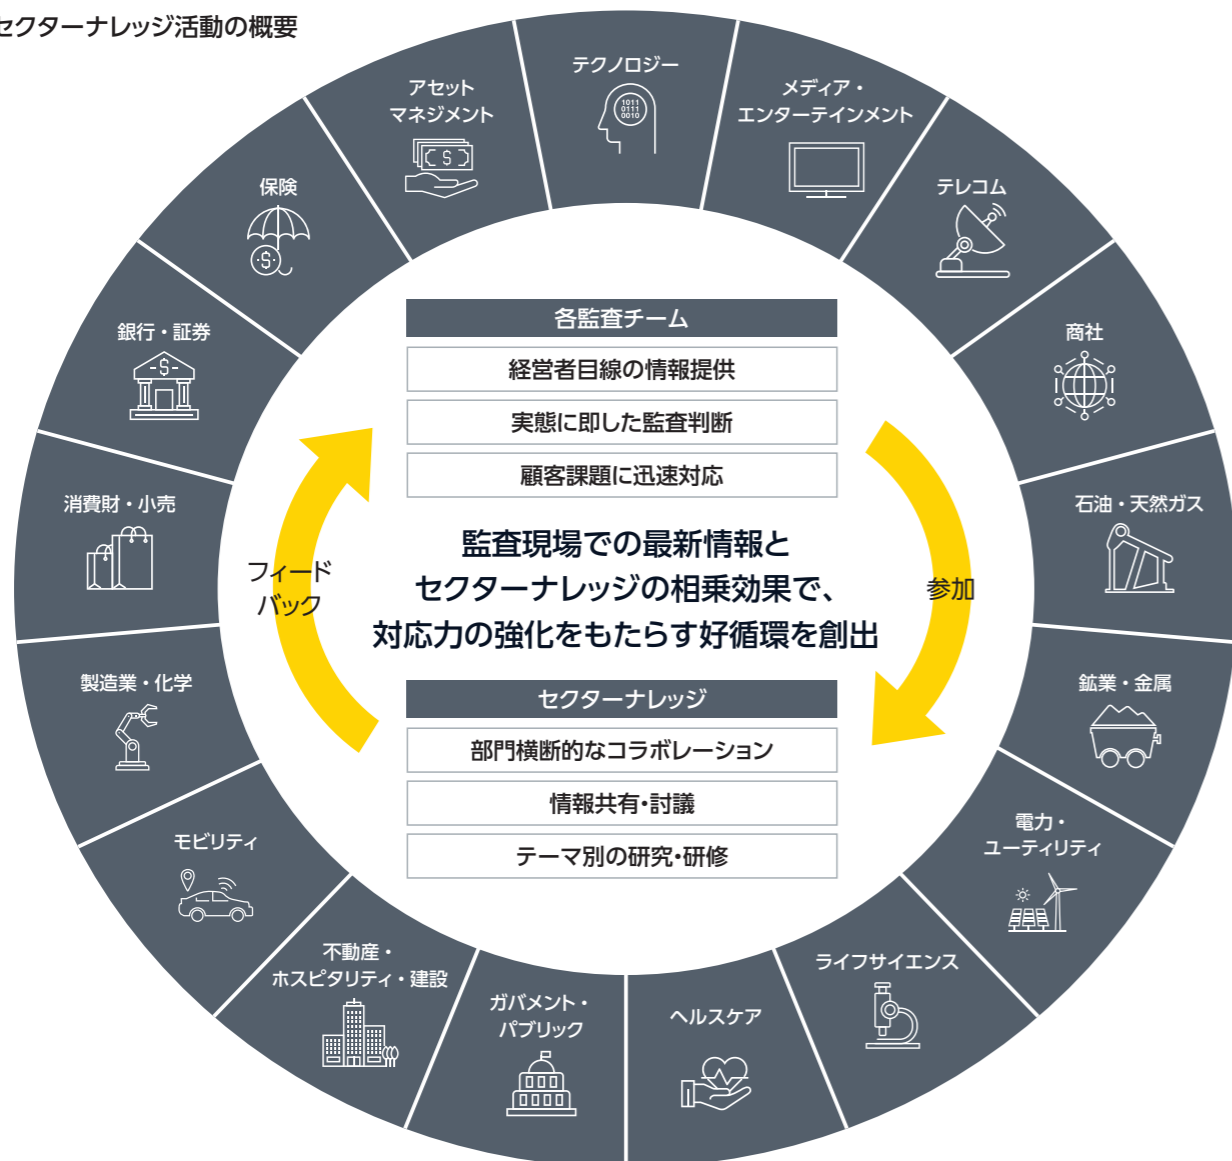 セクターナレッジ活動の概要
テクノロジー
1011
0111
0010
メディア・
エンターテインメント
テレコム
商社
石油・天然ガス
鉱業・金属
電力・
ユーティリティ
ライフサイエンス
ヘルスケア
ガバメント・
パブリック
不動産・
ホスピタリティ・建設
モビリティ
製造業・化学
消費財・小売
銀行・証券
$
保険
$
アセット
マネジメント
$
各監査チーム
経営者目線の情報提供
実態に即した監査判断
顧客課題に迅速対応
監査現場での最新情報と
セクターナレッジの相乗効果で、
対応力の強化をもたらす好循環を創出
フィード
バック
参加
セクターナレッジ
部門横断的なコラボレーション
情報共有・討議
テーマ別の研究・研修